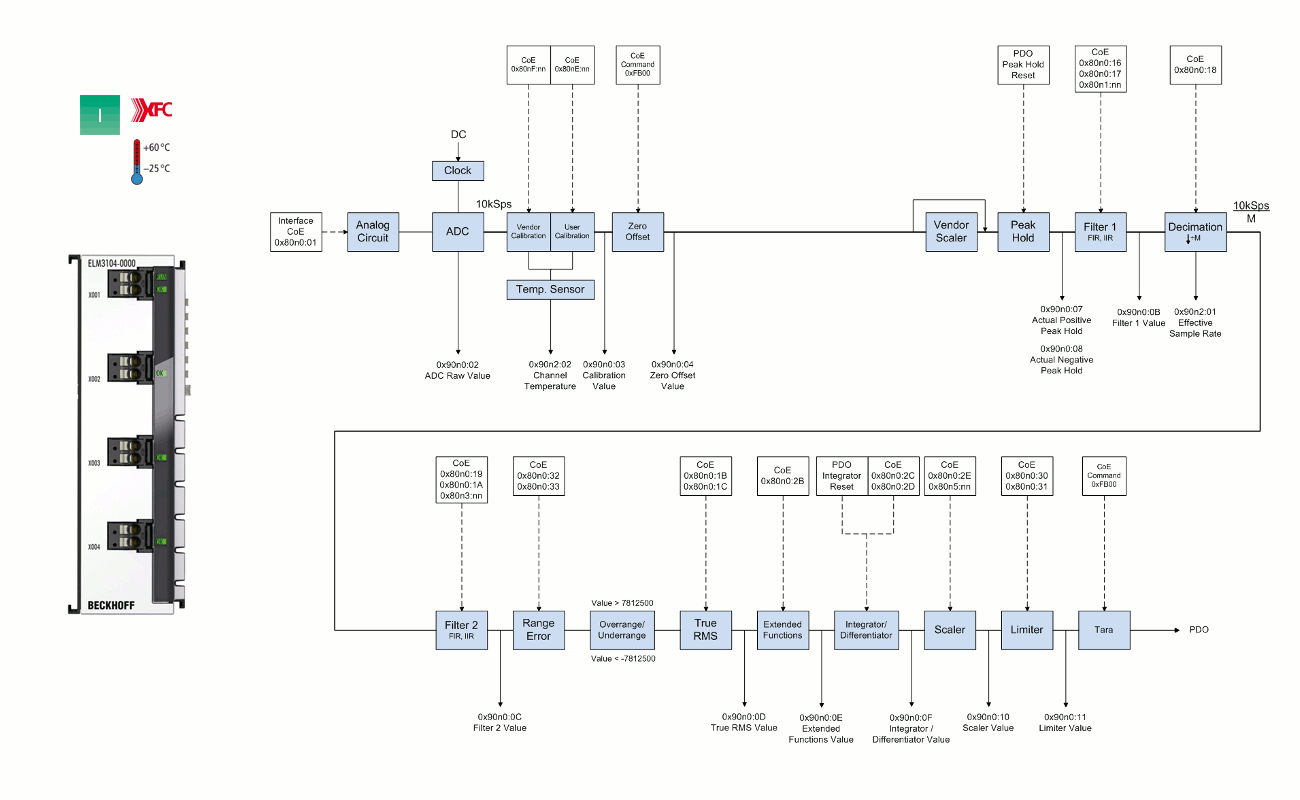 XFC
+60 °C
−25 °C
ELM3104-0000
X001
X002
X003
X004
BECKHOFF
CoE
0x80nF:nn
CoE
0x80nE:nn
CoE
Command
0xFB00
PDO
Peak Hold
Reset
CoE
0x80n0:16
0x80n0:17
0x80n1:nn
CoE
0x80n0:18
DC
Clock
10kSps
10kSps
M
Interface
CoE
0x80n0:01
Analog
Circuit
ADC
Vendor
Calibration
User
Calibration
Zero
Offset
Vendor
Scaler
Peak
Hold
Filter 1
FIR, IIR
Decimation
÷M
Temp. Sensor
0x90n0:02
ADC Raw Value
0x90n2:02
Channel
Temperature
0x90n0:03
Calibration
Value
0x90n0:04
Zero Offset
Value
0x90n0:07
Actual Positive
Peak Hold
0x90n0:08
Actual Negative
Peak Hold
0x90n0:0B
Filter 1 Value
0x90n2:01
Effective
Sample Rate
CoE
0x80n0:19
0x80n0:1A
0x80n3:nn
CoE
0x80n0:32
0x80n0:33
CoE
0x80n0:1B
0x80n0:1C
CoE
0x80n0:2B
PDO
Integrator
Reset
CoE
0x80n0:2C
0x80n0:2D
CoE
0x80n0:2E
0x80n5:nn
CoE
0x80n0:30
0x80n0:31
CoE
Command
0xFB00
Filter 2
FIR, IIR
Range
Error
Value > 7812500
Overrange/
Underrange
Value < -7812500
True
RMS
Extended
Functions
Integrator/
Differentiator
Scaler
Limiter
Tara
PDO
0x90n0:0C
Filter 2 Value
0x90n0:0D
True RMS Value
0x90n0:0E
Extended
Functions Value
0x90n0:0F
Integrator /
Differentiator Value
0x90n0:10
Scaler Value
0x90n0:11
Limiter Value